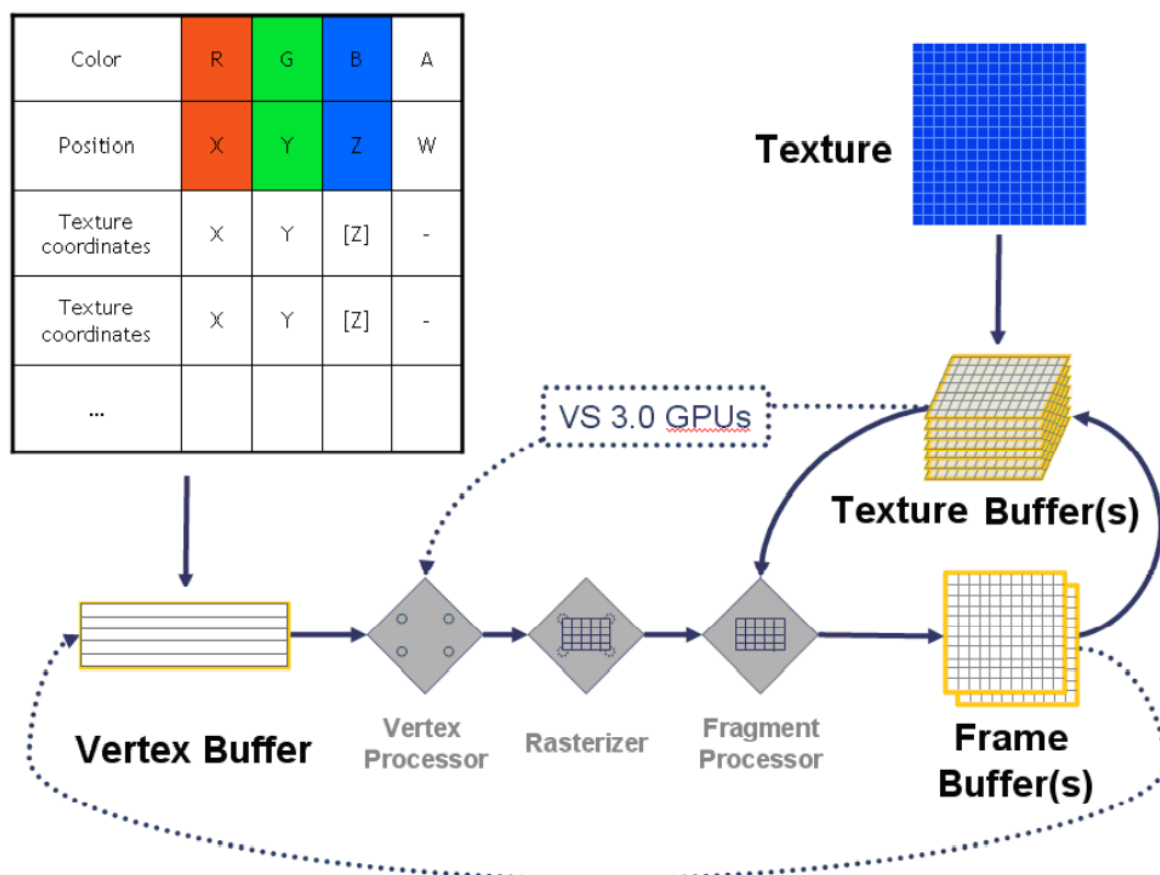 Color R G B A
Position X Y Z W
Texture
coordinates X Y [Z] -
Texture
coordinates X Y [Z] -
...
Texture
VS 3.0 GPUs
Texture Buffer(s)
Vertex Buffer
Vertex
Processor
Rasterizer
Fragment
Processor
Frame
Buffer(s)